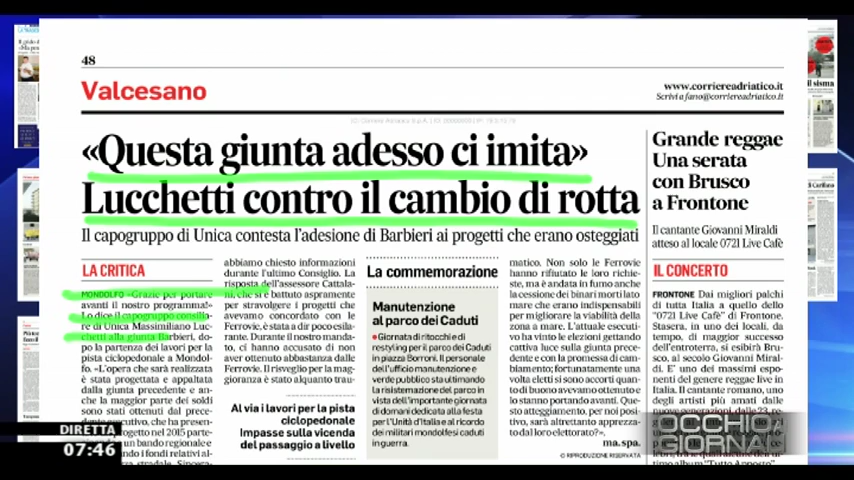 48
Valcesano
www.corriereadriatico.it
Scrivi a fano@corriereadriatico.it
«Questa giunta adesso ci imita»
Lucchetti contro il cambio di rotta
Il capogruppo di Unica contesta l'adesione di Barbieri ai progetti che erano osteggiati
LA CRITICA
MONDOLFO «Grazie per portare
avanti il nostro programma!».
Lo dice il capogruppo consilia-
re di Unica Massimiliano Luc-
chetti alla giunta Barbieri, do-
po la partenza dei lavori per la
pista ciclopedonale a Mondol-
fo. «L'opera che sarà realizzata
è stata progettata e appaltata
dalla giunta precedente e an-
che la maggior parte dei soldi
sono stati ottenuti dal prece-
progetto nel 2015 parte-
un bando regionale e
fondi relativi al-
abbiamo chiesto informazioni
durante l'ultimo Consiglio. La
risposta dell'assessore Cattala-
ni, che si è battuto aspramente
per stravolgere i progetti che
avevamo concordato con le
Ferrovie, è stata a dir poco esila-
rante. Durante il nostro manda-
to, ci hanno accusato di non
aver ottenuto abbastanza dalle
Ferrovie. Il risveglio per la mag-
gioranza è stato alquanto trau-
Al via i lavori per la pista
ciclopedonale
Impasse sulla vicenda
del passaggio a livello
La commemorazione
Manutenzione
al parco dei Caduti
● Giornata di ritocchi e di
restyling per il parco dei Caduti
in piazza Borroni. Il personale
dell'ufficio manutenzione e
verde pubblico sta ultimando
la risistemazione del parco in
vista dell'importante giornata
di domani dedicata alla festa
per l'Unità d'Italia e al ricordo
dei militari mondolfesi caduti
in guerra.
matico. Non solo le Ferrovie
hanno rifiutato le loro richie-
ste, ma è andata in fumo anche
la cessione dei binari morti lato
mare che erano indispensabili
per migliorare la viabilità della
zona a mare. L'attuale esecuti-
vo ha vinto le elezioni gettando
cattiva luce sulla giunta prece-
dente e con la promessa di cam-
biamento; fortunatamente una
volta eletti si sono accorti quan-
to di buono avevamo ottenuto e
lo stanno portando avanti. Que-
sto atteggiamento, per noi posi-
tivo, sarà altrettanto apprezza-
to dal loro elettorato?».
ma. spa.
© RIPRODUZIONE RISERVATA
Grande reggae
Una serata
con Brusco
a Frontone
Il cantante Giovanni Miraldi
atteso al locale 0721 Live Cafè
IL CONCERTO
FRONTONE Dai migliori palchi
di tutta Italia a quello dello
"0721 Live Cafè" di Frontone.
Stasera, in uno dei locali, da
tempo, di maggior successo
dell'entroterra, si esibirà Bru-
sco, al secolo Giovanni Miral-
di. E' uno dei massimi espo-
nenti del genere reggae live in
Italia. Il cantante romano, uno
degli artisti più amati dalle
DIRETTA
07:46
OCCHIO
GIORNALI